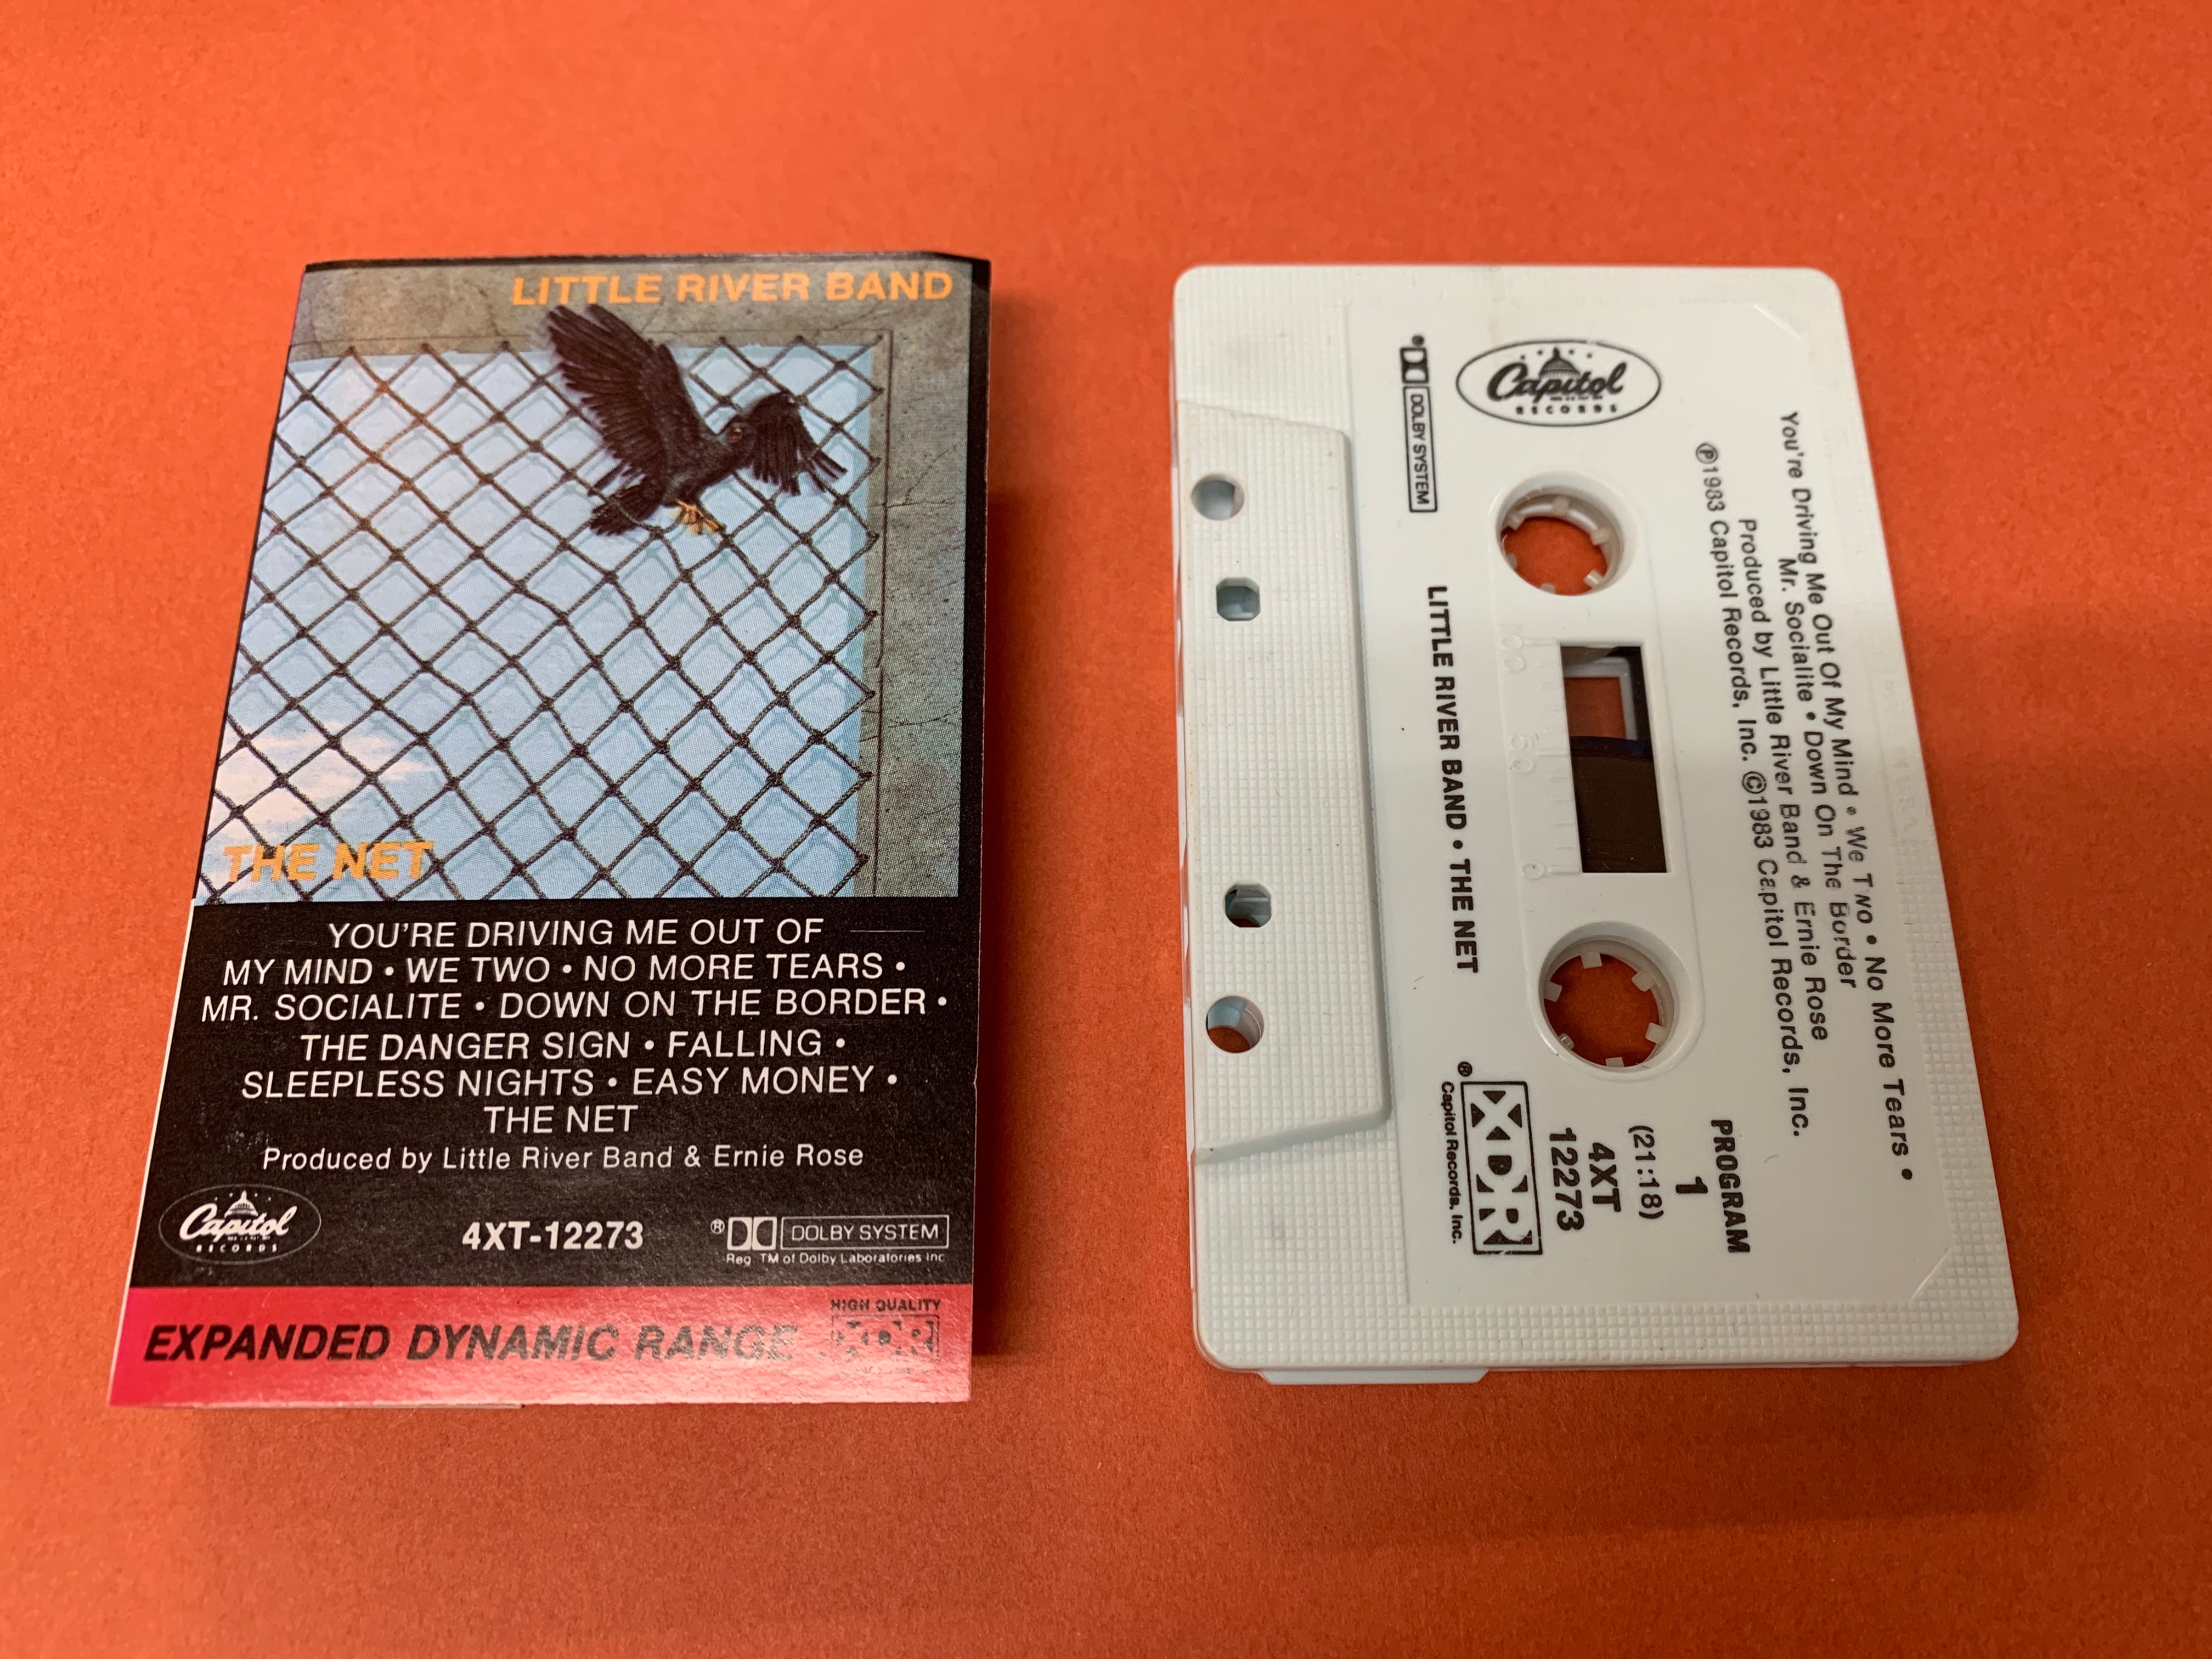 LITTLE RIVER BAND
THE NET
YOU'RE DRIVING ME OUT OF
MY MIND • WE TWO • NO MORE TEARS •
MR. SOCIALITE • DOWN ON THE BORDER •
THE DANGER SIGN • FALLING •
SLEEPLESS NIGHTS • EASY MONEY •
THE NET
Produced by Little River Band & Ernie Rose
Capitol
RECORDS
4XT-12273
® DOLBY SYSTEM
Reg. TM of Dolby Laboratories Inc
HIGH QUALITY
EXPANDED DYNAMIC RANGE XDR
You're Driving Me Out Of My Mind • We Two • No More Tears •
Mr. Socialite • Down On The Border
Produced by Little River Band & Ernie Rose
℗1983 Capitol Records, Inc. ©1983 Capitol Records, Inc.
Capitol
RECORDS
PROGRAM
1
(21:18)
4XT
12273
100 50 0
® DOLBY SYSTEM
LITTLE RIVER BAND • THE NET
XDR
® Capitol Records, Inc.